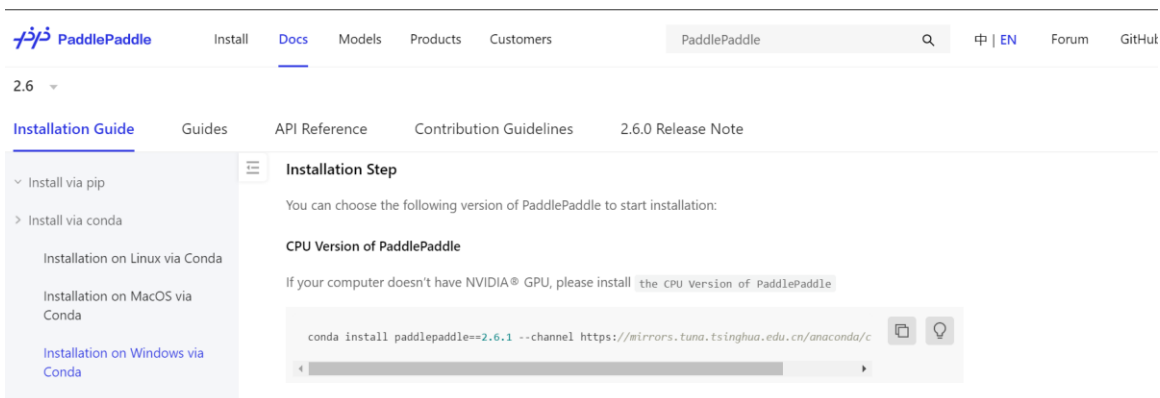 PaddlePaddle Install Docs Models Products Customers PaddlePaddle 中 | EN Forum GitHub
2.6
Installation Guide Guides API Reference Contribution Guidelines 2.6.0 Release Note
Installation Step
Install via pip
You can choose the following version of PaddlePaddle to start installation:
Install via conda
CPU Version of PaddlePaddle
Installation on Linux via Conda
If your computer doesn't have NVIDIA® GPU, please install the CPU Version of PaddlePaddle
Installation on MacOS via
Conda
conda install paddlepaddle==2.6.1 --channel https://mirrors.tuna.tsinghua.edu.cn/anaconda/c
Installation on Windows via
Conda